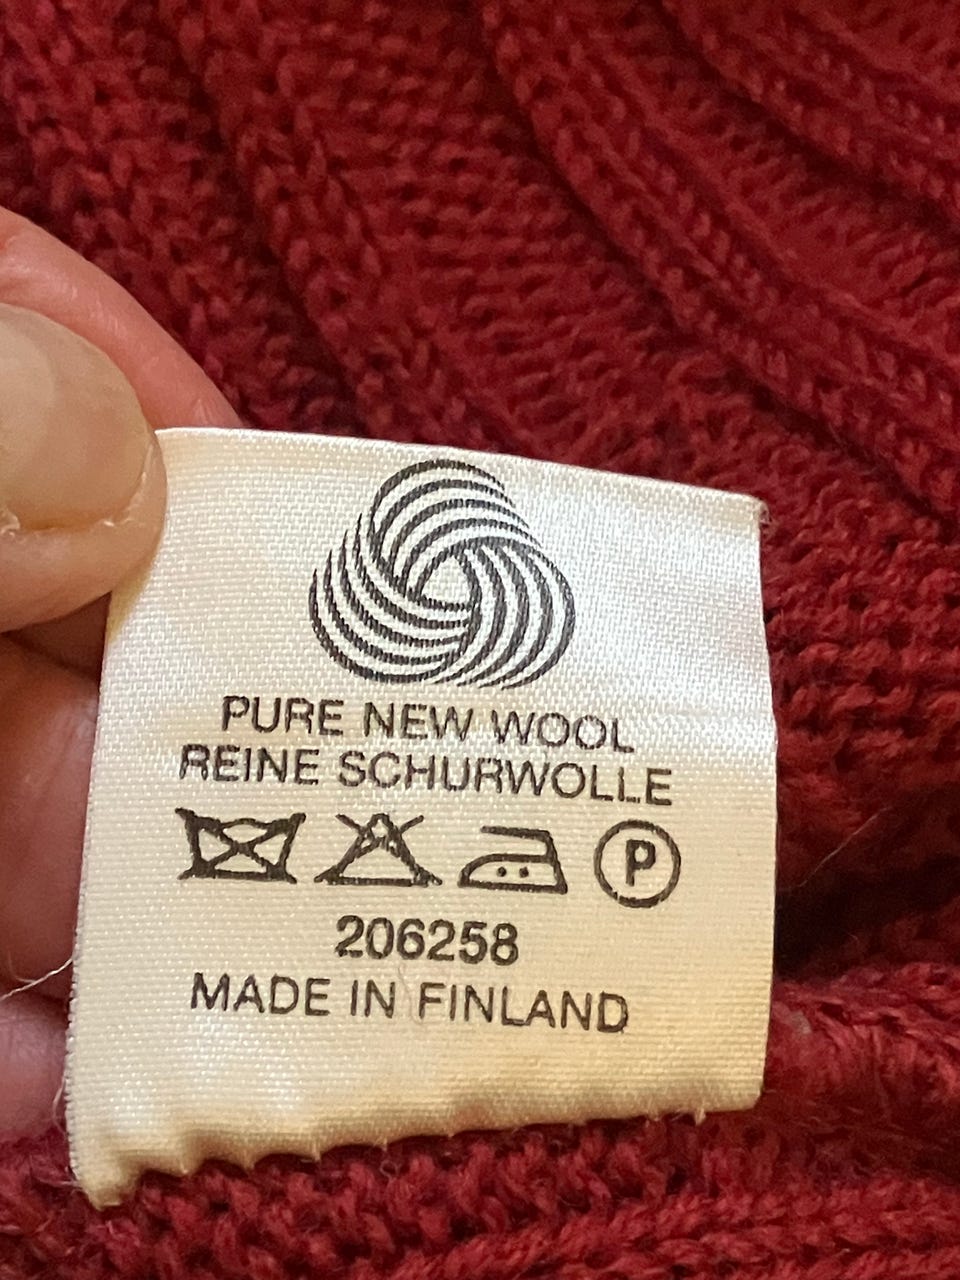 PURE NEW WOOL
REINE SCHURWOLLE
P
206258
MADE IN FINLAND